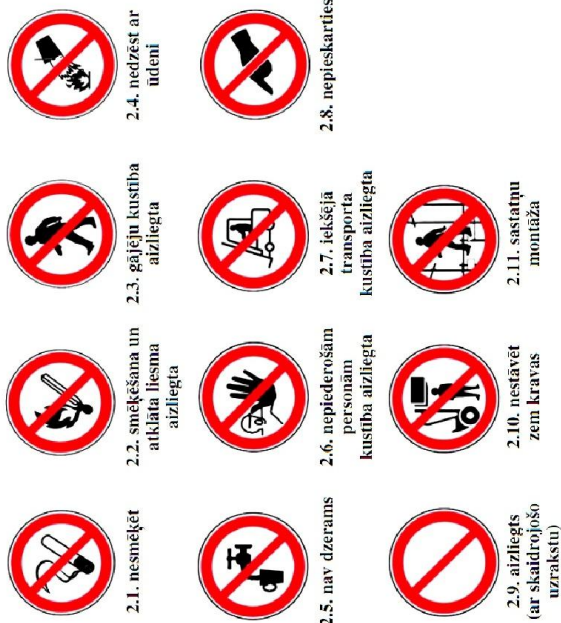 2.1. nesmēķēt
2.2. smēķēšana un
atklāta liesma
aizliegta
2.3. gājēju kustība
aizliegta
2.4. nedzēst ar
ūdeni
2.5. nav dzerams
2.6. nepiederošām
personām
kustība aizliegta
2.7. iekšējā
transporta
kustība aizliegta
2.8. nepieskarties
2.9. aizliegts
(ar skaidrojošo
uzrakstu)
2.10. nestāvēt
zem kravas
2.11. sastatņu
montāža